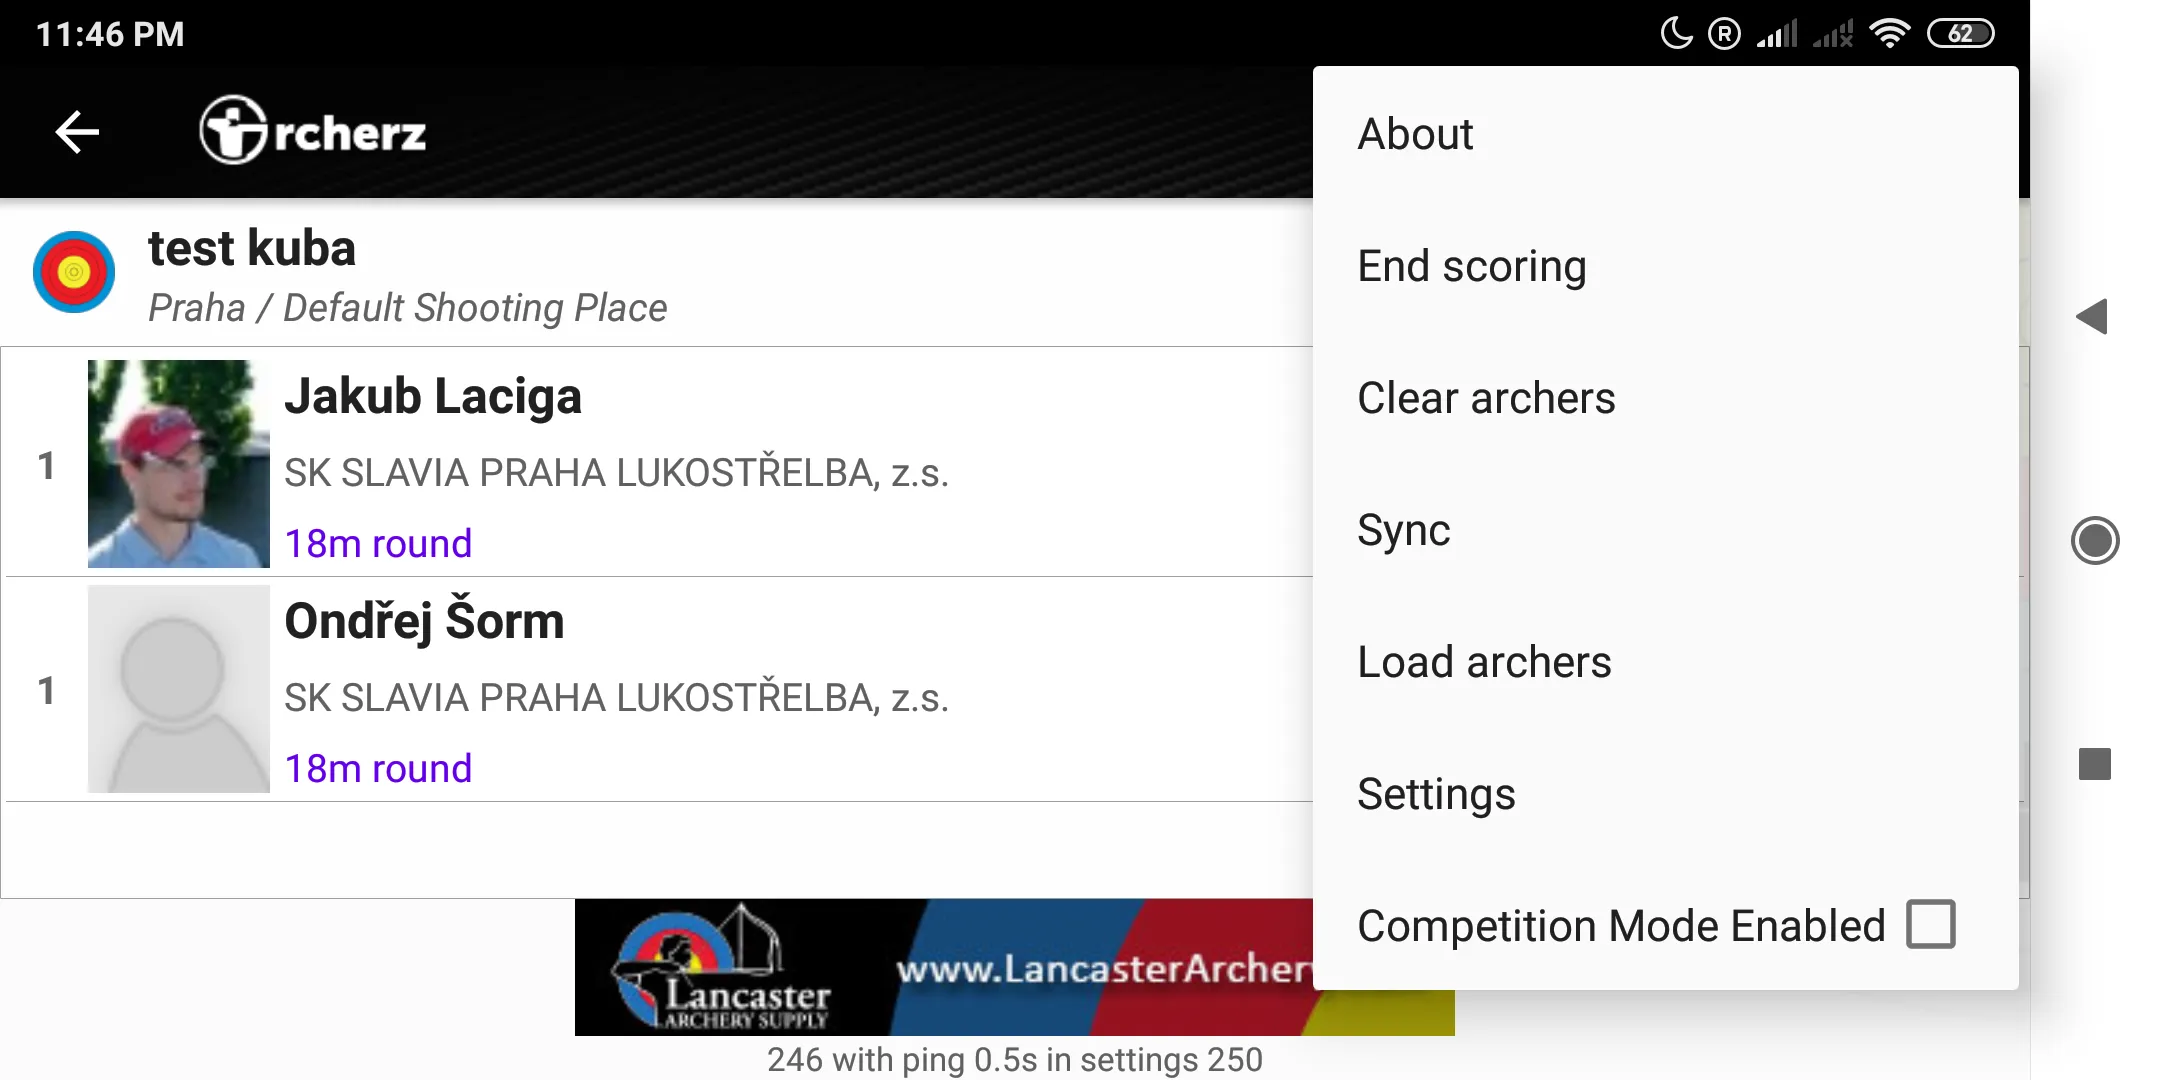 11:46 PM
R
62
rcherz
test kuba
Praha / Default Shooting Place
1
Jakub Laciga
SK SLAVIA PRAHA LUKOSTŘELBA, z.s.
18m round
1
Ondřej Šorm
SK SLAVIA PRAHA LUKOSTŘELBA, z.s.
18m round
About
End scoring
Clear archers
Sync
Load archers
Settings
Competition Mode Enabled
Lancaster
ARCHERY SUPPLY
www.LancasterArcher
246 with ping 0.5s in settings 250